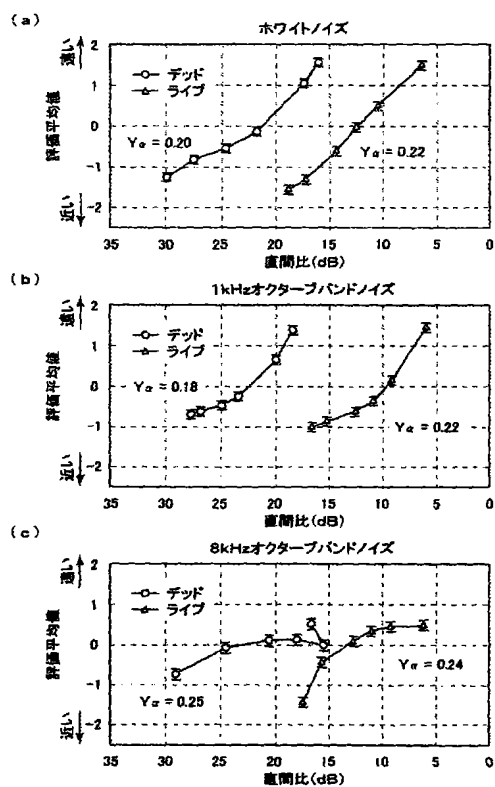 (a)
ホワイトノイズ
遠い
評価平均値
近い
2
1
0
-1
-2
デッド
ライブ
Yα = 0.20
Yα = 0.22
35 30 25 20 15 10 5
直間比(dB)
(b)
1kHzオクターブバンドノイズ
遠い
評価平均値
近い
2
1
0
-1
-2
デッド
ライブ
Yα = 0.18
Yα = 0.22
35 30 25 20 15 10 5
直間比(dB)
(c)
8kHzオクターブバンドノイズ
遠い
評価平均値
近い
2
1
0
-1
-2
デッド
ライブ
Yα = 0.25
Yα = 0.24
35 30 25 20 15 10 5
直間比(dB)